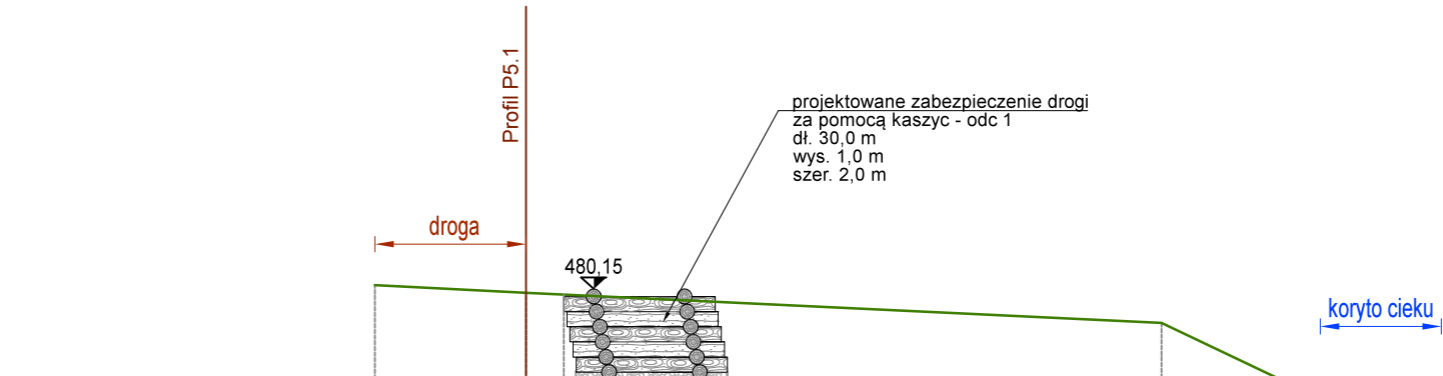 Profil P5.1
projektowane zabezpieczenie drogi
za pomocą kaszyc - odc 1
dł. 30,0 m
wys. 1,0 m
szer. 2,0 m
droga
480,15
koryto cieku